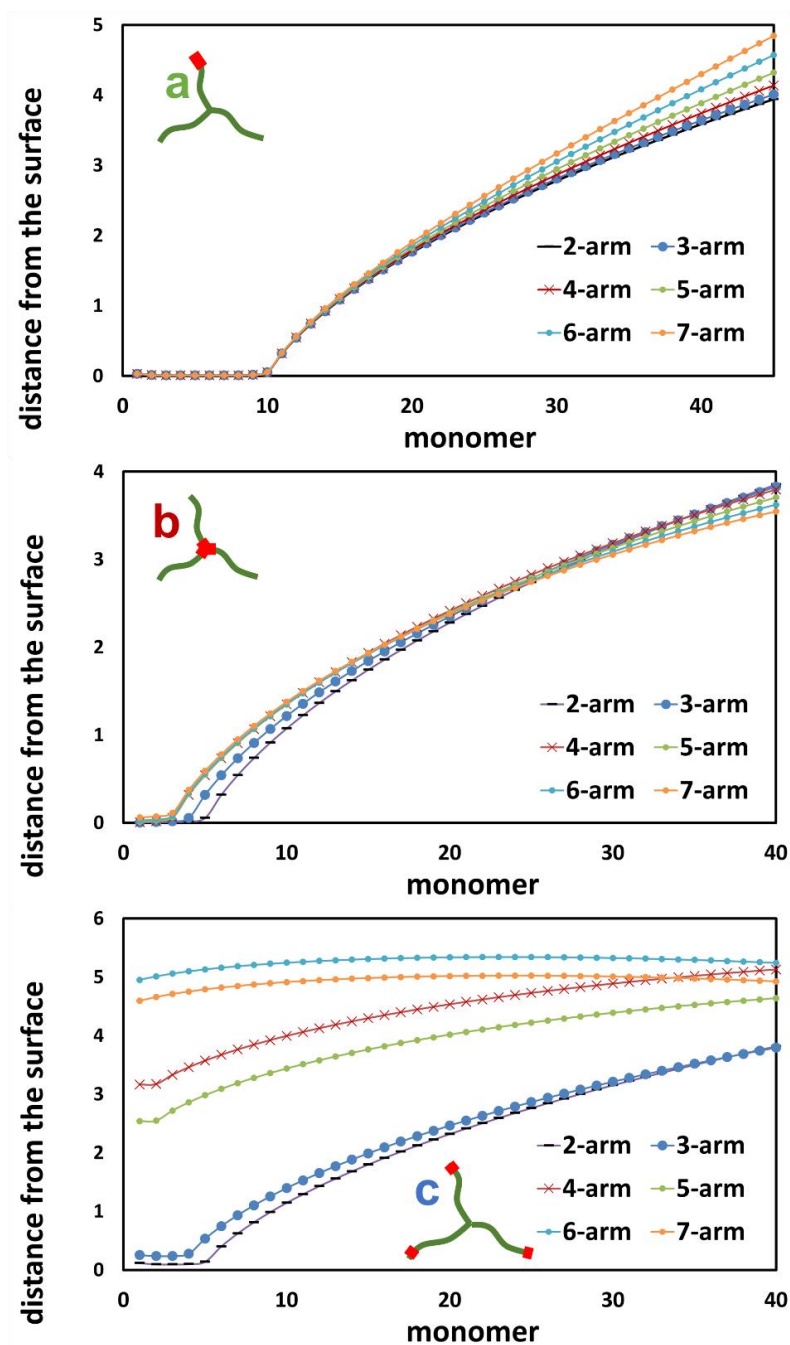 5
4
3
2
1
0
distance from the surface
a
2-arm 3-arm
4-arm 5-arm
6-arm 7-arm
0 10 20 30 40
monomer
4
3
2
1
0
distance from the surface
b
2-arm 3-arm
4-arm 5-arm
6-arm 7-arm
0 10 20 30 40
monomer
6
5
4
3
2
1
0
distance from the surface
c
2-arm 3-arm
4-arm 5-arm
6-arm 7-arm
0 10 20 30 40
monomer